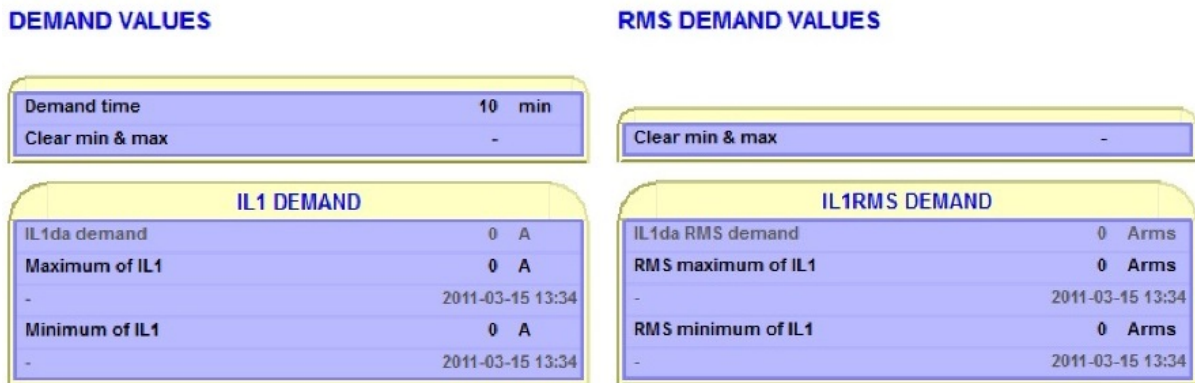 DEMAND VALUES
Demand time 10 min
Clear min & max -
IL1 DEMAND
IL1da demand 0 A
Maximum of IL1 0 A
- 2011-03-15 13:34
Minimum of IL1 0 A
- 2011-03-15 13:34
RMS DEMAND VALUES
Clear min & max -
IL1RMS DEMAND
IL1da RMS demand 0 Arms
RMS maximum of IL1 0 Arms
- 2011-03-15 13:34
RMS minimum of IL1 0 Arms
- 2011-03-15 13:34